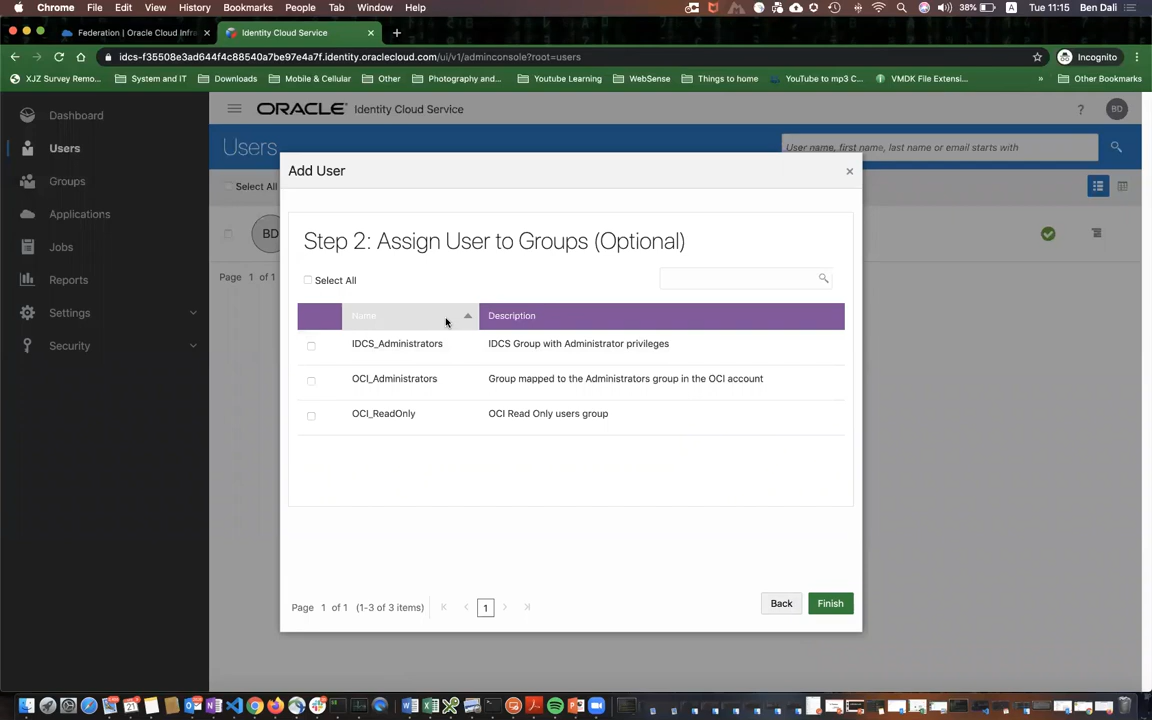 Chrome File Edit View History Bookmarks People Tab Window Help 38% A Tue 11:15 Ben Dali
Federation | Oracle Cloud Infra × Identity Cloud Service × +
idcs-f35508e3ad644f4c88540a7be97e4a7f.identity.oraclecloud.com/ui/v1/adminconsole?root=users Incognito
XJZ Survey Remo... System and IT Downloads Mobile & Cellular Other Photography and... Youtube Learning WebSense Things to home YouTube to mp3 C... VMDK File Extensi... » Other Bookmarks
Dashboard
Users
Groups
Applications
Jobs
Reports
Settings
Security
ORACLE® Identity Cloud Service ? BD
Users User name, first name, last name or email starts with
Select All
BD
Page 1 of 1
Add User ×
Step 2: Assign User to Groups (Optional)
Select All
Name Description
IDCS_Administrators IDCS Group with Administrator privileges
OCI_Administrators Group mapped to the Administrators group in the OCI account
OCI_ReadOnly OCI Read Only users group
Page 1 of 1 (1-3 of 3 items) 1
Back Finish